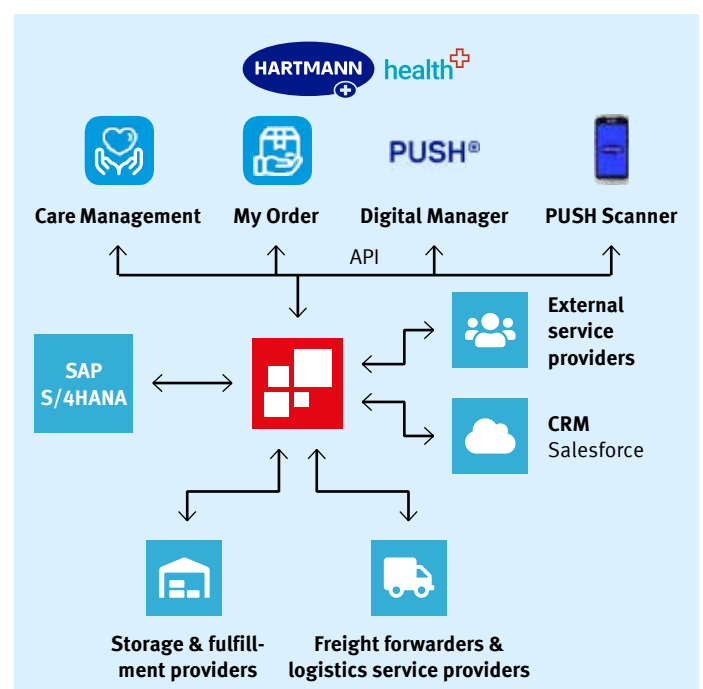 HARTMANN health
PUSH
Care Management
My Order
Digital Manager
PUSH Scanner
API
External
service
providers
SAP
S/4HANA
CRM
Salesforce
Storage & fulfill-
ment providers
Freight forwarders &
logistics service providers